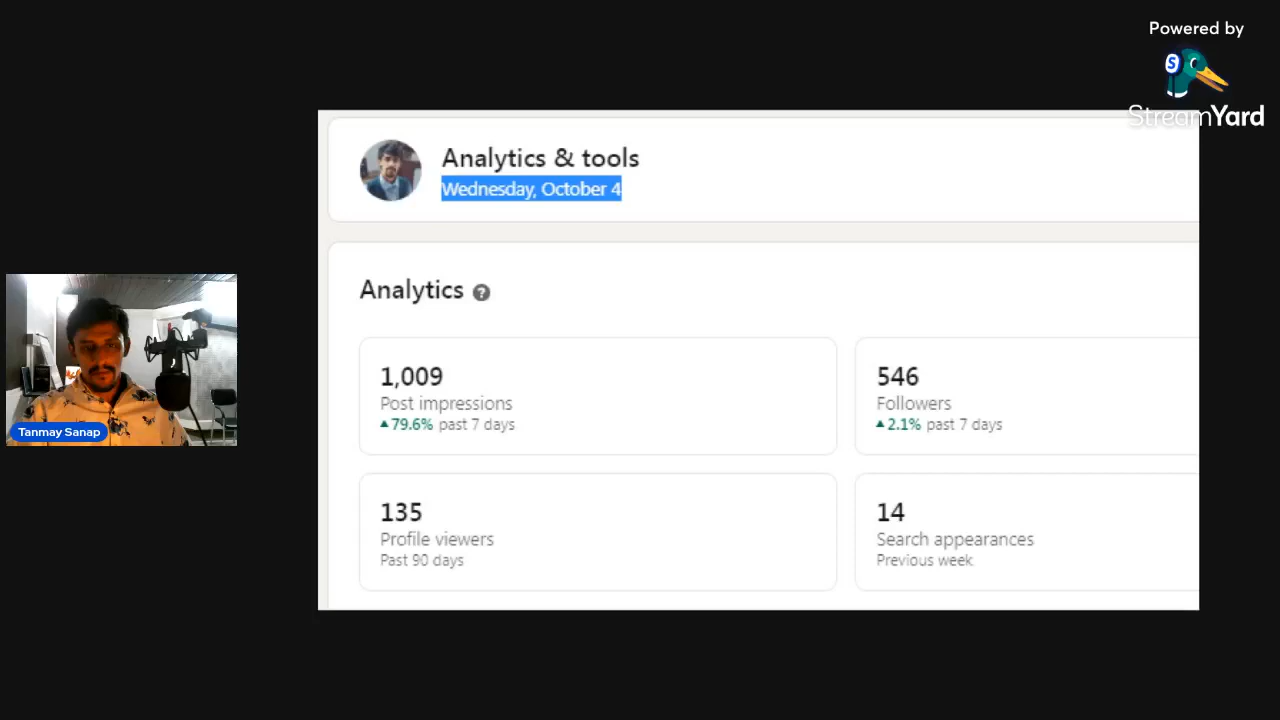 Powered by
StreamYard
Analytics & tools
Wednesday, October 4
Analytics ?
1,009
Post impressions
▲79.6% past 7 days
546
Followers
▲2.1% past 7 days
135
Profile viewers
Past 90 days
14
Search appearances
Previous week
Tanmay Sanap